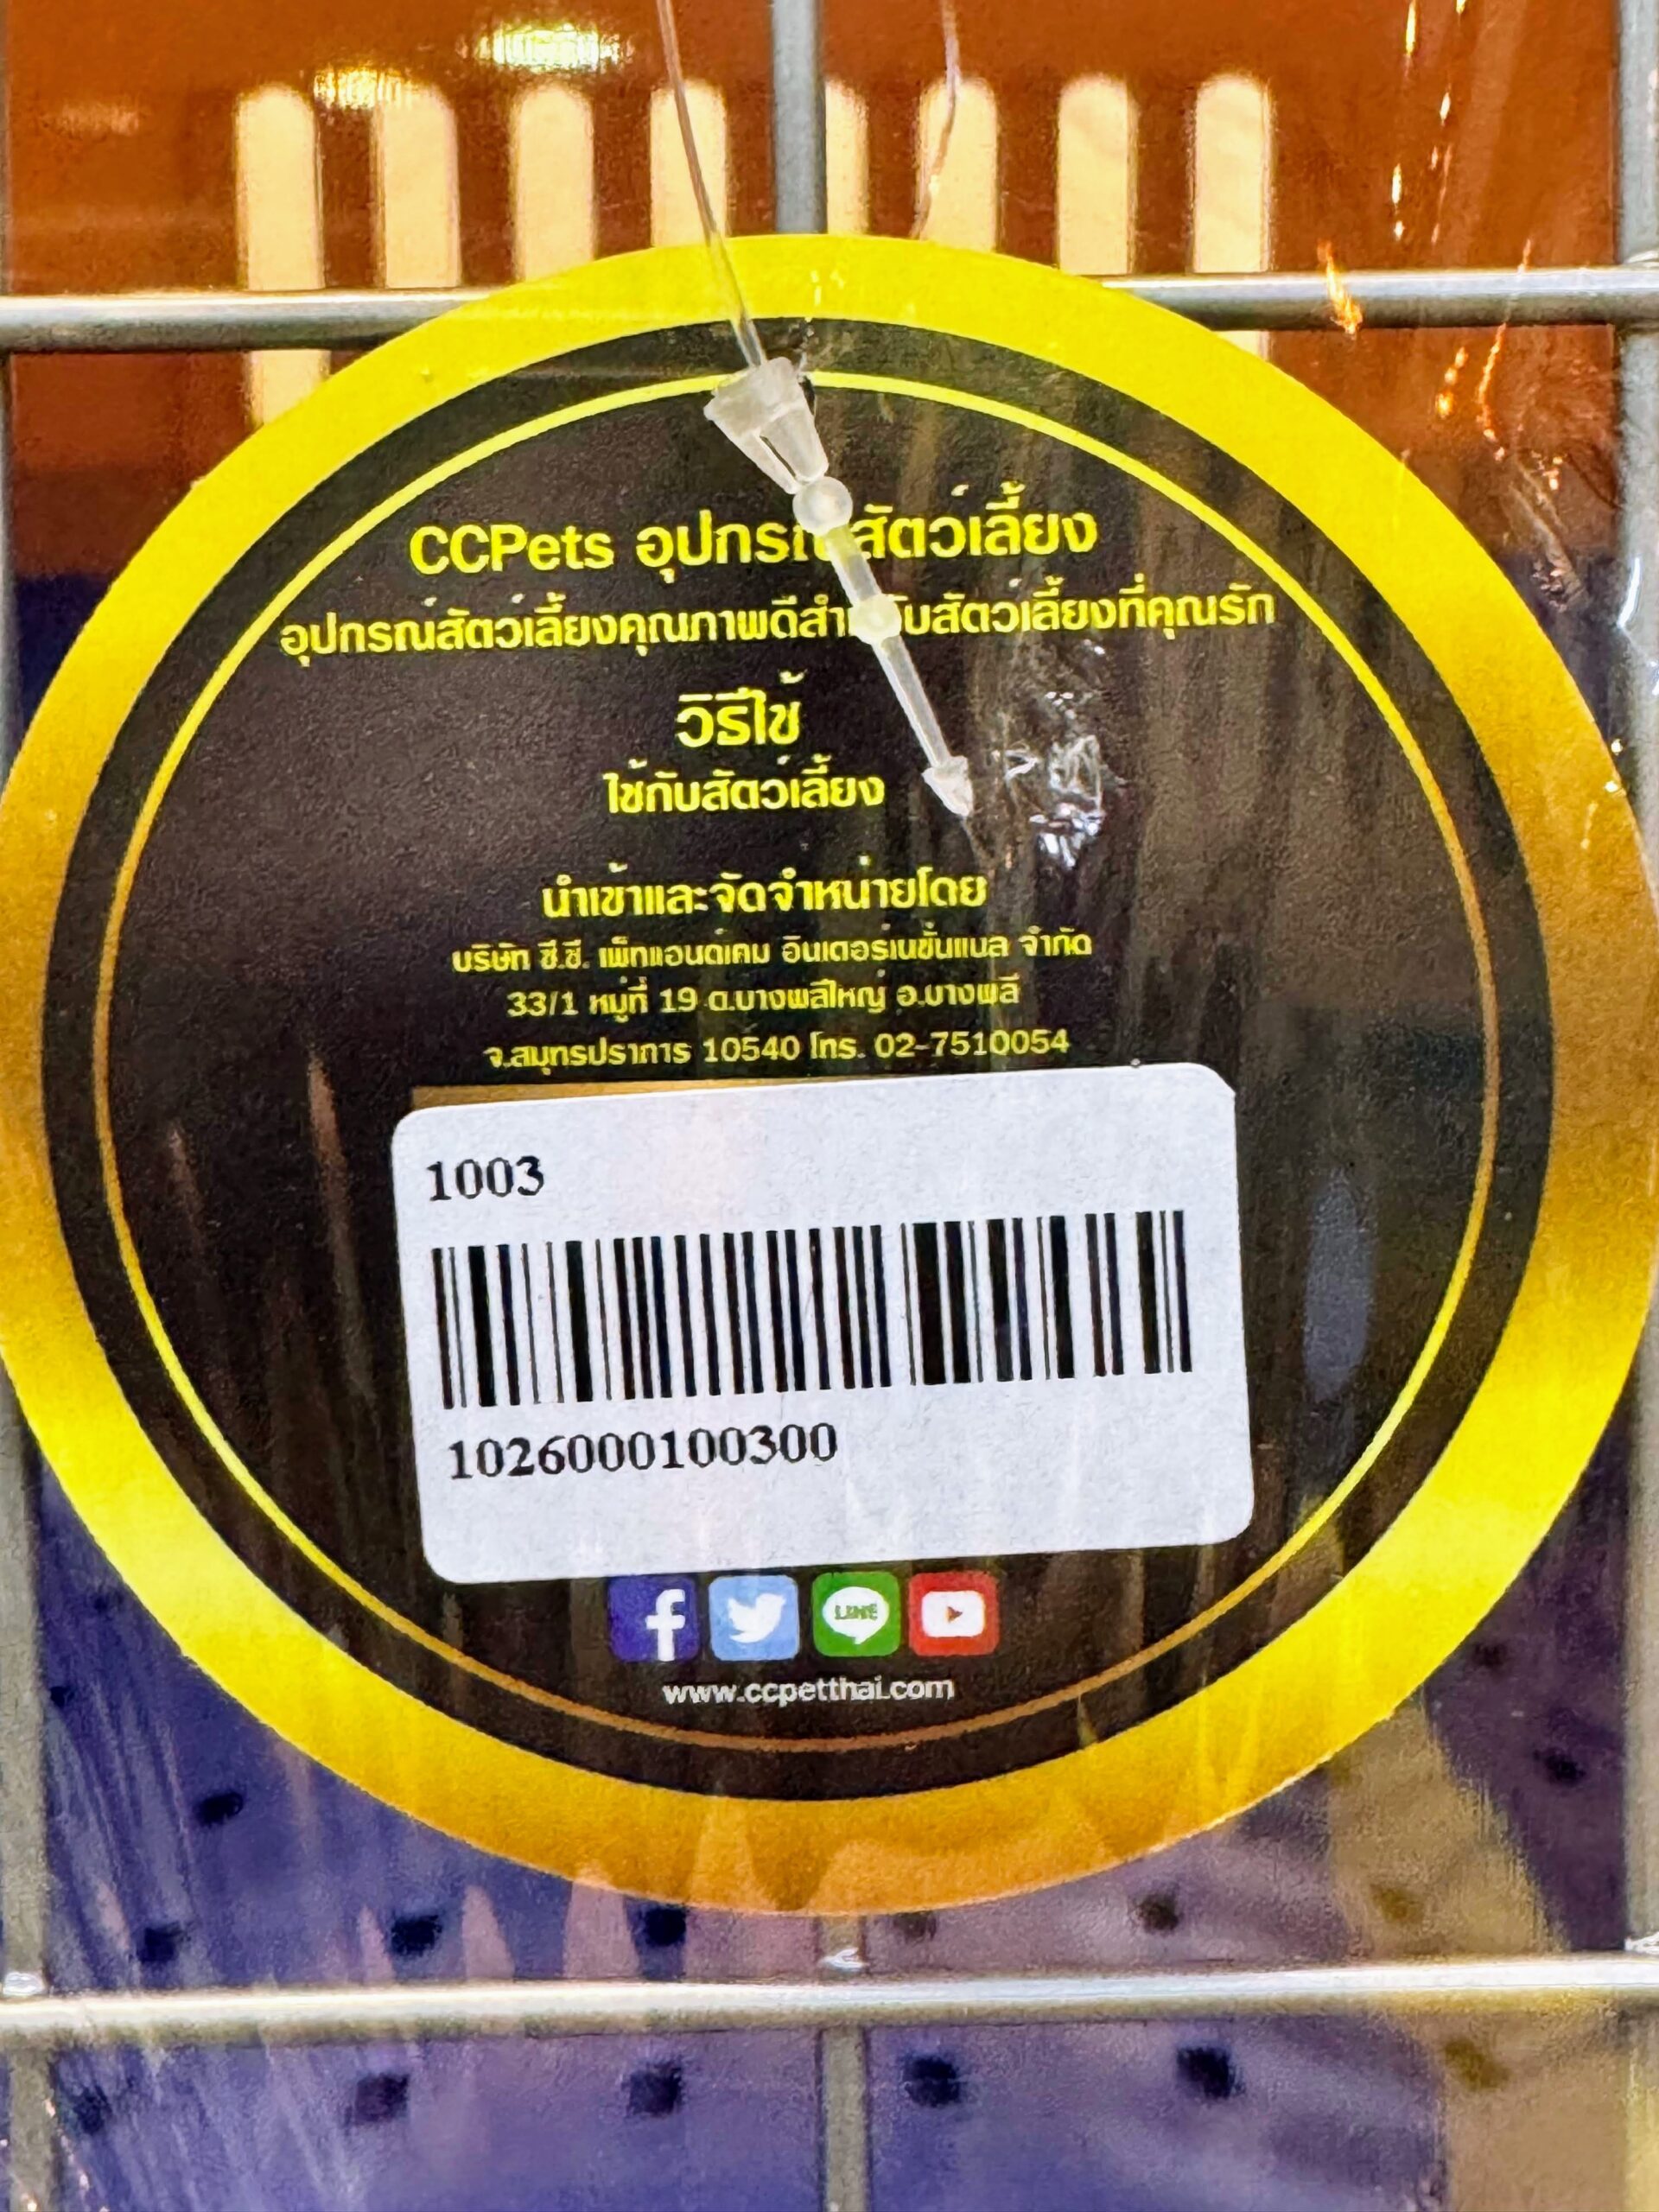 CCPets อุปกรณ์สัตว์เลี้ยง
อุปกรณ์สัตว์เลี้ยงคุณภาพดีสำหรับสัตว์เลี้ยงที่คุณรัก
วิธีใช้
ใช้กับสัตว์เลี้ยง
นำเข้าและจัดจำหน่ายโดย
บริษัท ซี.ซี. เพ็ทแอนด์เคม อินเตอร์เนชั่นแนล จำกัด
33/1 หมู่ที่ 19 ต.บางพลีใหญ่ อ.บางพลี
จ.สมุทรปราการ 10540 โทร. 02-7510054
1003
1026000100300
LINE
www.ccpetthai.com